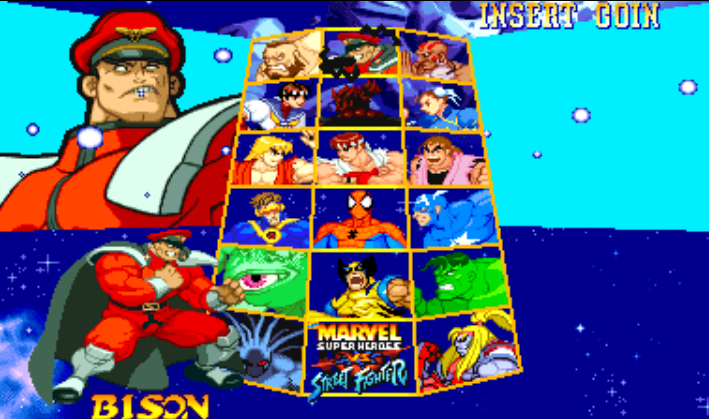 INSERT COIN
MARVEL
SUPER HEROES
VS
STREET FIGHTER
BISON